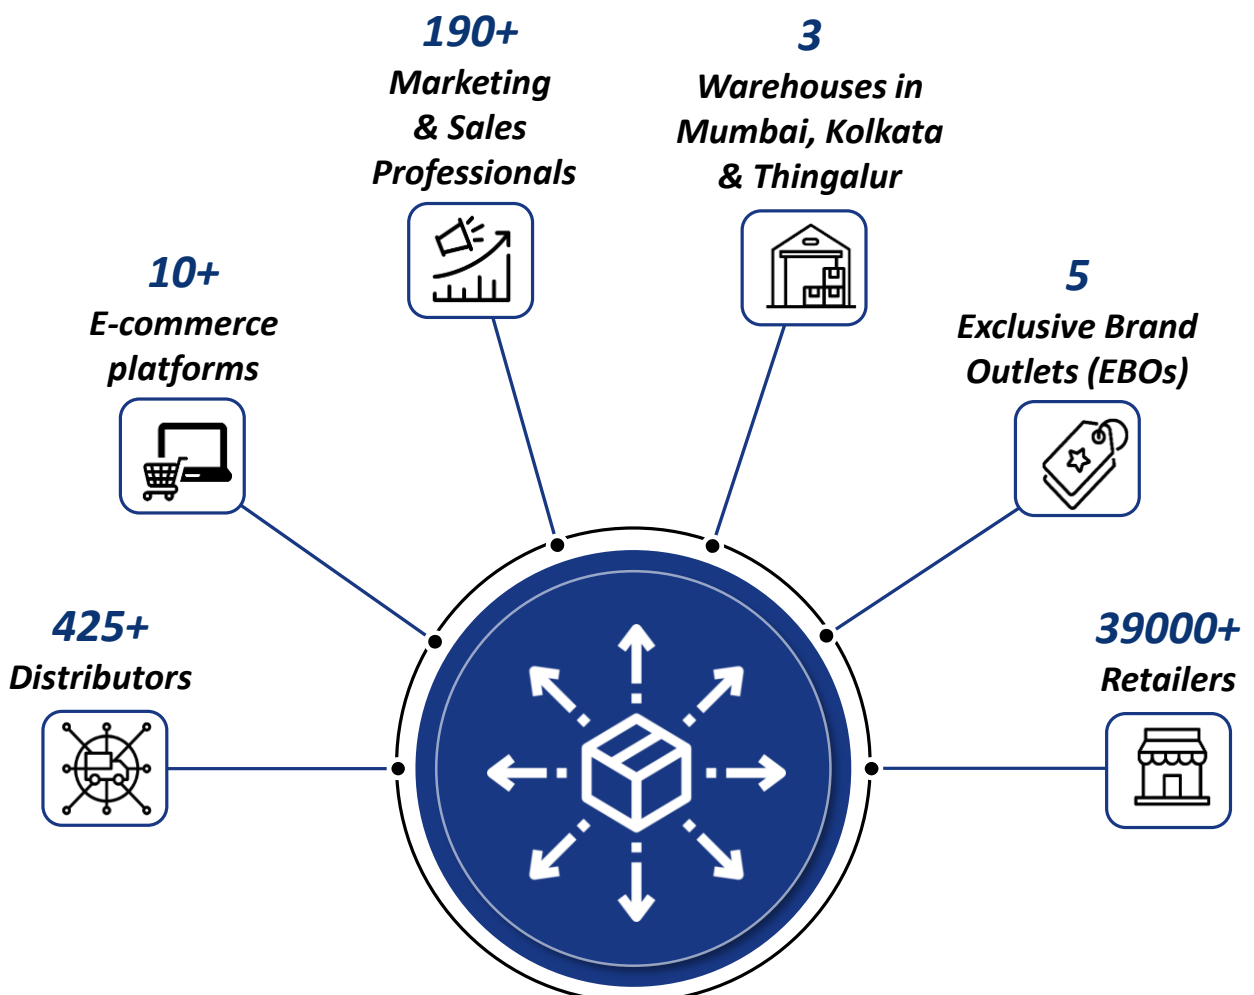 190+
Marketing
& Sales
Professionals
3
Warehouses in
Mumbai, Kolkata
& Thingalur
10+
E-commerce
platforms
5
Exclusive Brand
Outlets (EBOs)
425+
Distributors
39000+
Retailers